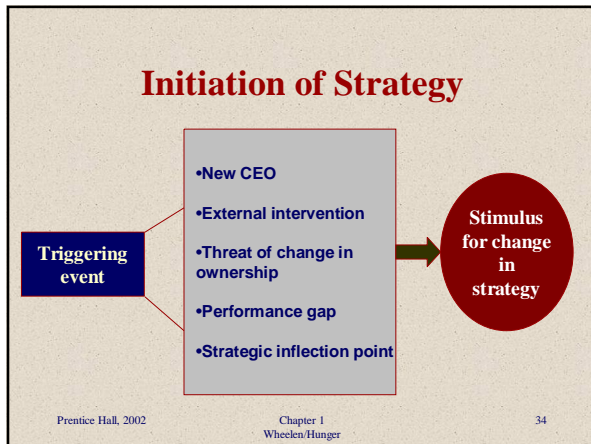 Initiation of Strategy
Triggering
event
•New CEO
•External intervention
•Threat of change in
ownership
•Performance gap
•Strategic inflection point
Stimulus
for change
in
strategy
Prentice Hall, 2002
Chapter 1
Wheelen/Hunger
34